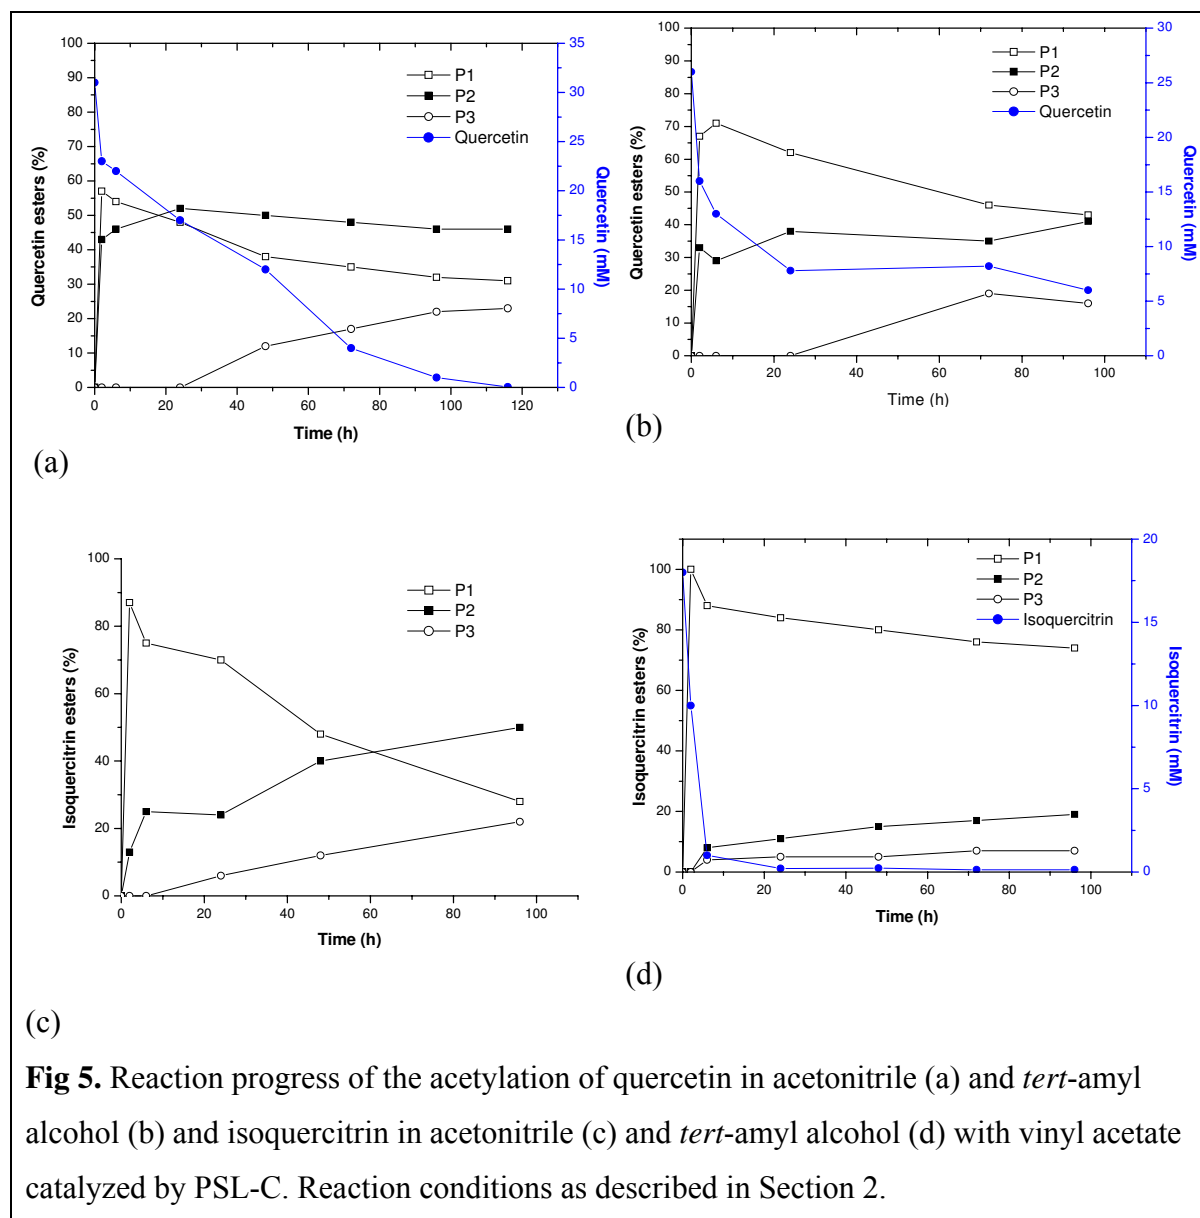 100
90
80
70
60
50
40
30
20
10
0
Quercetin esters (%)
P1
P2
P3
Quercetin
35
30
25
20
15
10
5
0
Quercetin (mM)
0 20 40 60 80 100 120
Time (h)
(a)
100
90
80
70
60
50
40
30
20
10
0
Quercetin esters (%)
P1
P2
P3
Quercetin
30
25
20
15
10
5
0
Quercetin (mM)
0 20 40 60 80 100
Time (h)
(b)
100
80
60
40
20
0
Isoquercitrin esters (%)
P1
P2
P3
0 20 40 60 80 100
Time (h)
(c)
100
80
60
40
20
0
Isoquercitrin esters (%)
P1
P2
P3
Isoquercitrin
20
15
10
5
0
Isoquercitrin (mM)
0 20 40 60 80 100
Time (h)
(d)
Fig 5. Reaction progress of the acetylation of quercetin in acetonitrile (a) and tert-amyl
alcohol (b) and isoquercitrin in acetonitrile (c) and tert-amyl alcohol (d) with vinyl acetate
catalyzed by PSL-C. Reaction conditions as described in Section 2.